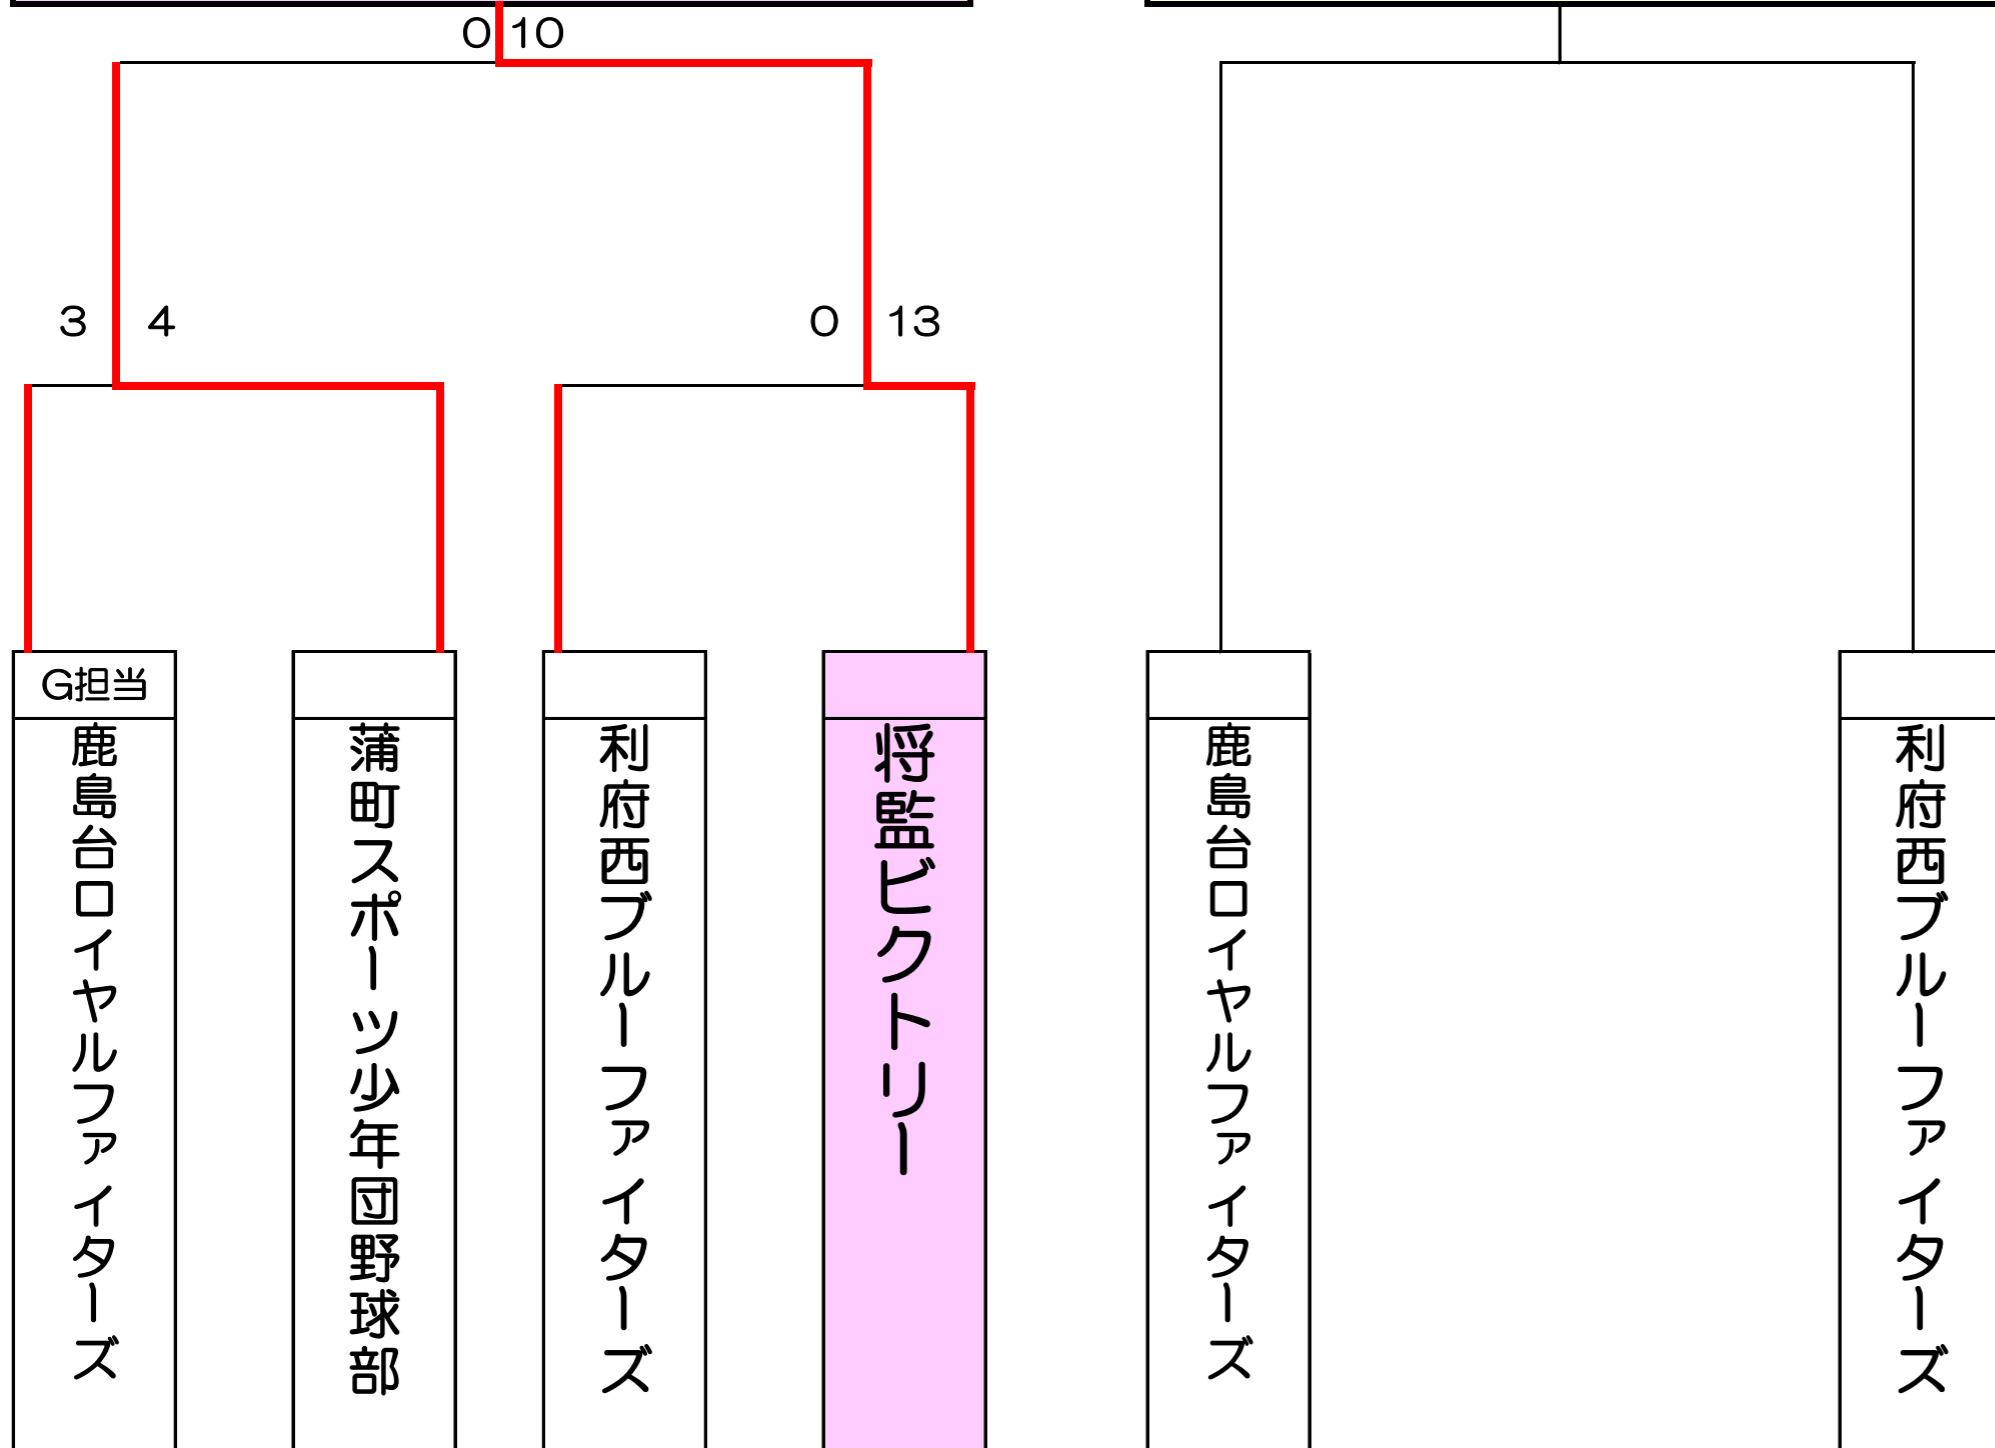 0 10
3 4
0 13
G担当
鹿島台ロイヤルファイターズ
蒲町スポーツ少年団野球部
利府西ブルーファイターズ
将監ビクトリー
鹿島台ロイヤルファイターズ
利府西ブルーファイターズ